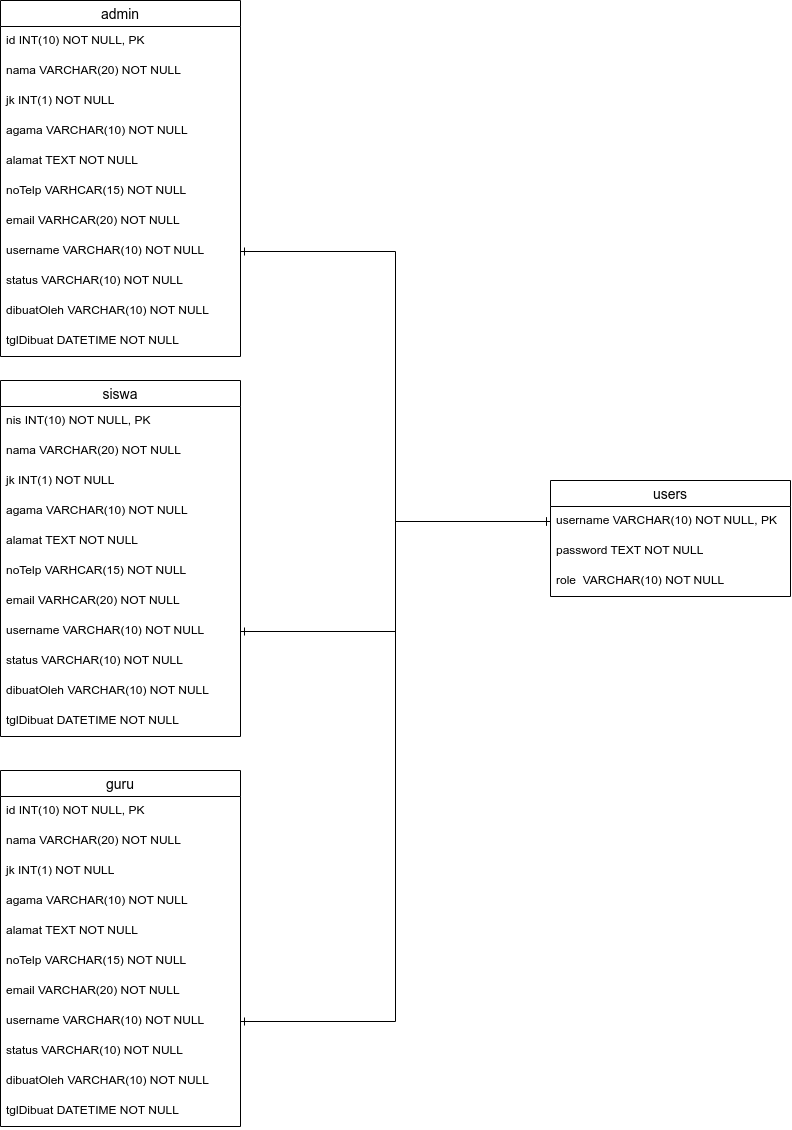 admin
id INT(10) NOT NULL, PK
nama VARCHAR(20) NOT NULL
jk INT(1) NOT NULL
agama VARCHAR(10) NOT NULL
alamat TEXT NOT NULL
noTelp VARHCAR(15) NOT NULL
email VARHCAR(20) NOT NULL
username VARCHAR(10) NOT NULL
status VARCHAR(10) NOT NULL
dibuatOleh VARCHAR(10) NOT NULL
tglDibuat DATETIME NOT NULL
siswa
nis INT(10) NOT NULL, PK
nama VARCHAR(20) NOT NULL
jk INT(1) NOT NULL
agama VARCHAR(10) NOT NULL
alamat TEXT NOT NULL
noTelp VARHCAR(15) NOT NULL
email VARHCAR(20) NOT NULL
username VARCHAR(10) NOT NULL
status VARCHAR(10) NOT NULL
dibuatOleh VARCHAR(10) NOT NULL
tglDibuat DATETIME NOT NULL
guru
id INT(10) NOT NULL, PK
nama VARCHAR(20) NOT NULL
jk INT(1) NOT NULL
agama VARCHAR(10) NOT NULL
alamat TEXT NOT NULL
noTelp VARCHAR(15) NOT NULL
email VARCHAR(20) NOT NULL
username VARCHAR(10) NOT NULL
status VARCHAR(10) NOT NULL
dibuatOleh VARCHAR(10) NOT NULL
tglDibuat DATETIME NOT NULL
users
username VARCHAR(10) NOT NULL, PK
password TEXT NOT NULL
role VARCHAR(10) NOT NULL